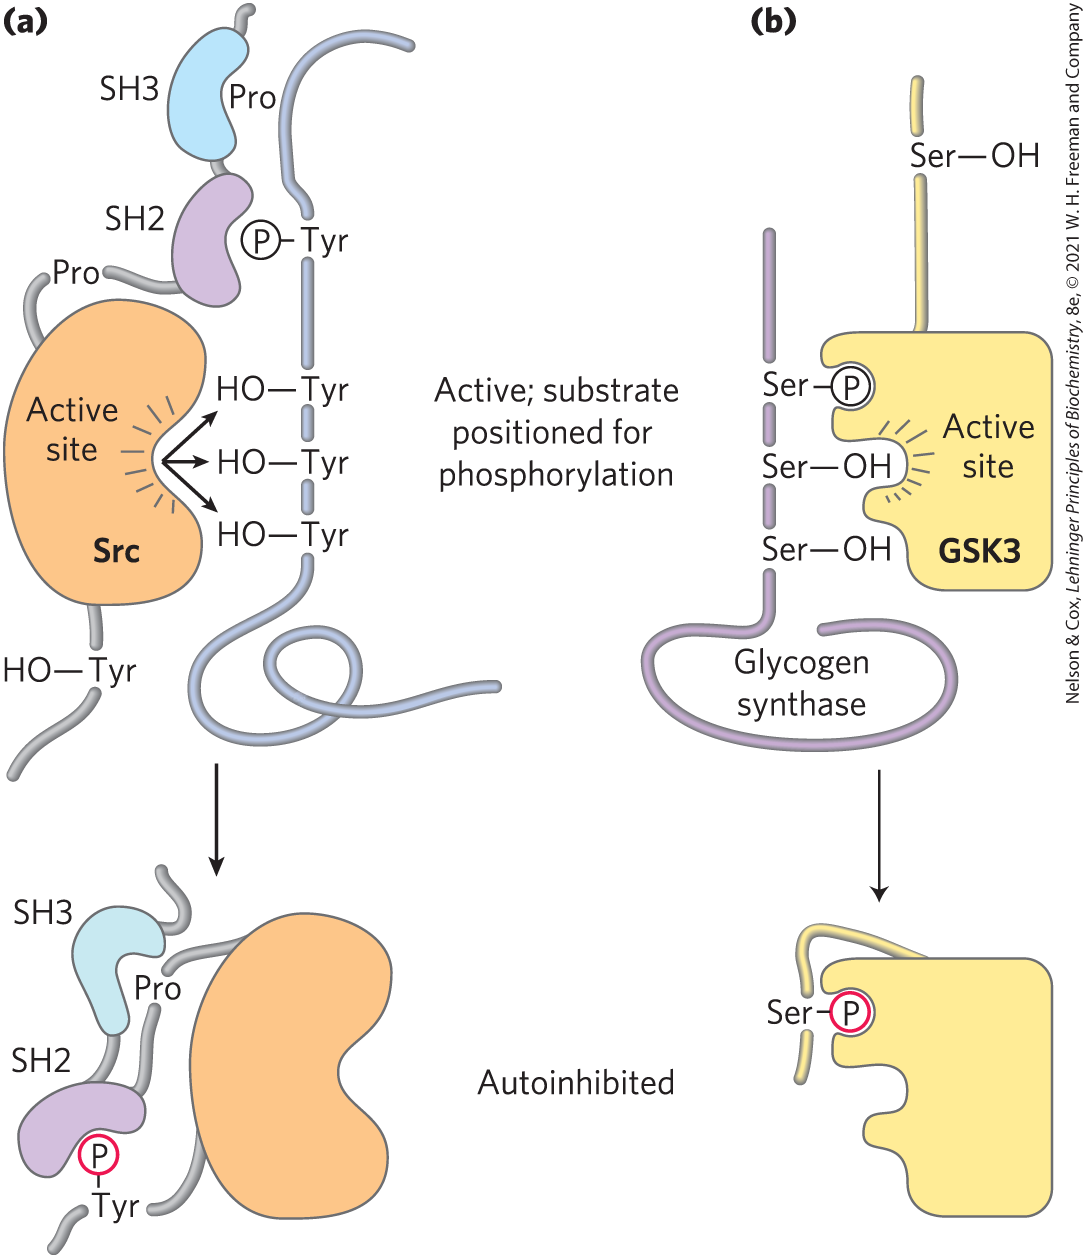 (a)
SH3
Pro
SH2
P
Tyr
Pro
HO—Tyr
Active
site
HO—Tyr
HO—Tyr
Src
HO—Tyr
Active; substrate
positioned for
phosphorylation
(b)
Ser—OH
Ser—P
Ser—OH
Active
site
Ser—OH
GSK3
Glycogen
synthase
SH3
Pro
SH2
P
Tyr
Autoinhibited
Ser—P
Nelson & Cox, Lehninger Principles of Biochemistry, 8e, © 2021 W. H. Freeman and Company